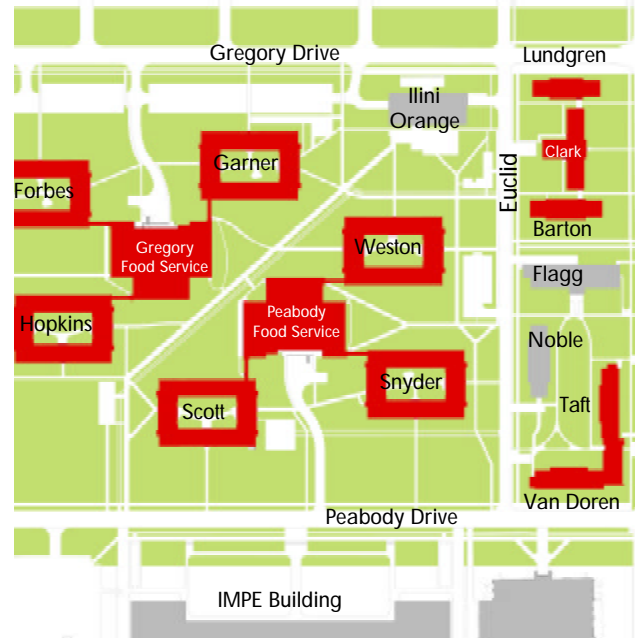 Gregory Drive
Lundgren
Ilini
Orange
Clark
Garner
Forbes
Euclid
Barton
Gregory
Food Service
Weston
Flagg
Hopkins
Peabody
Food Service
Noble
Snyder
Taft
Scott
Van Doren
Peabody Drive
IMPE Building